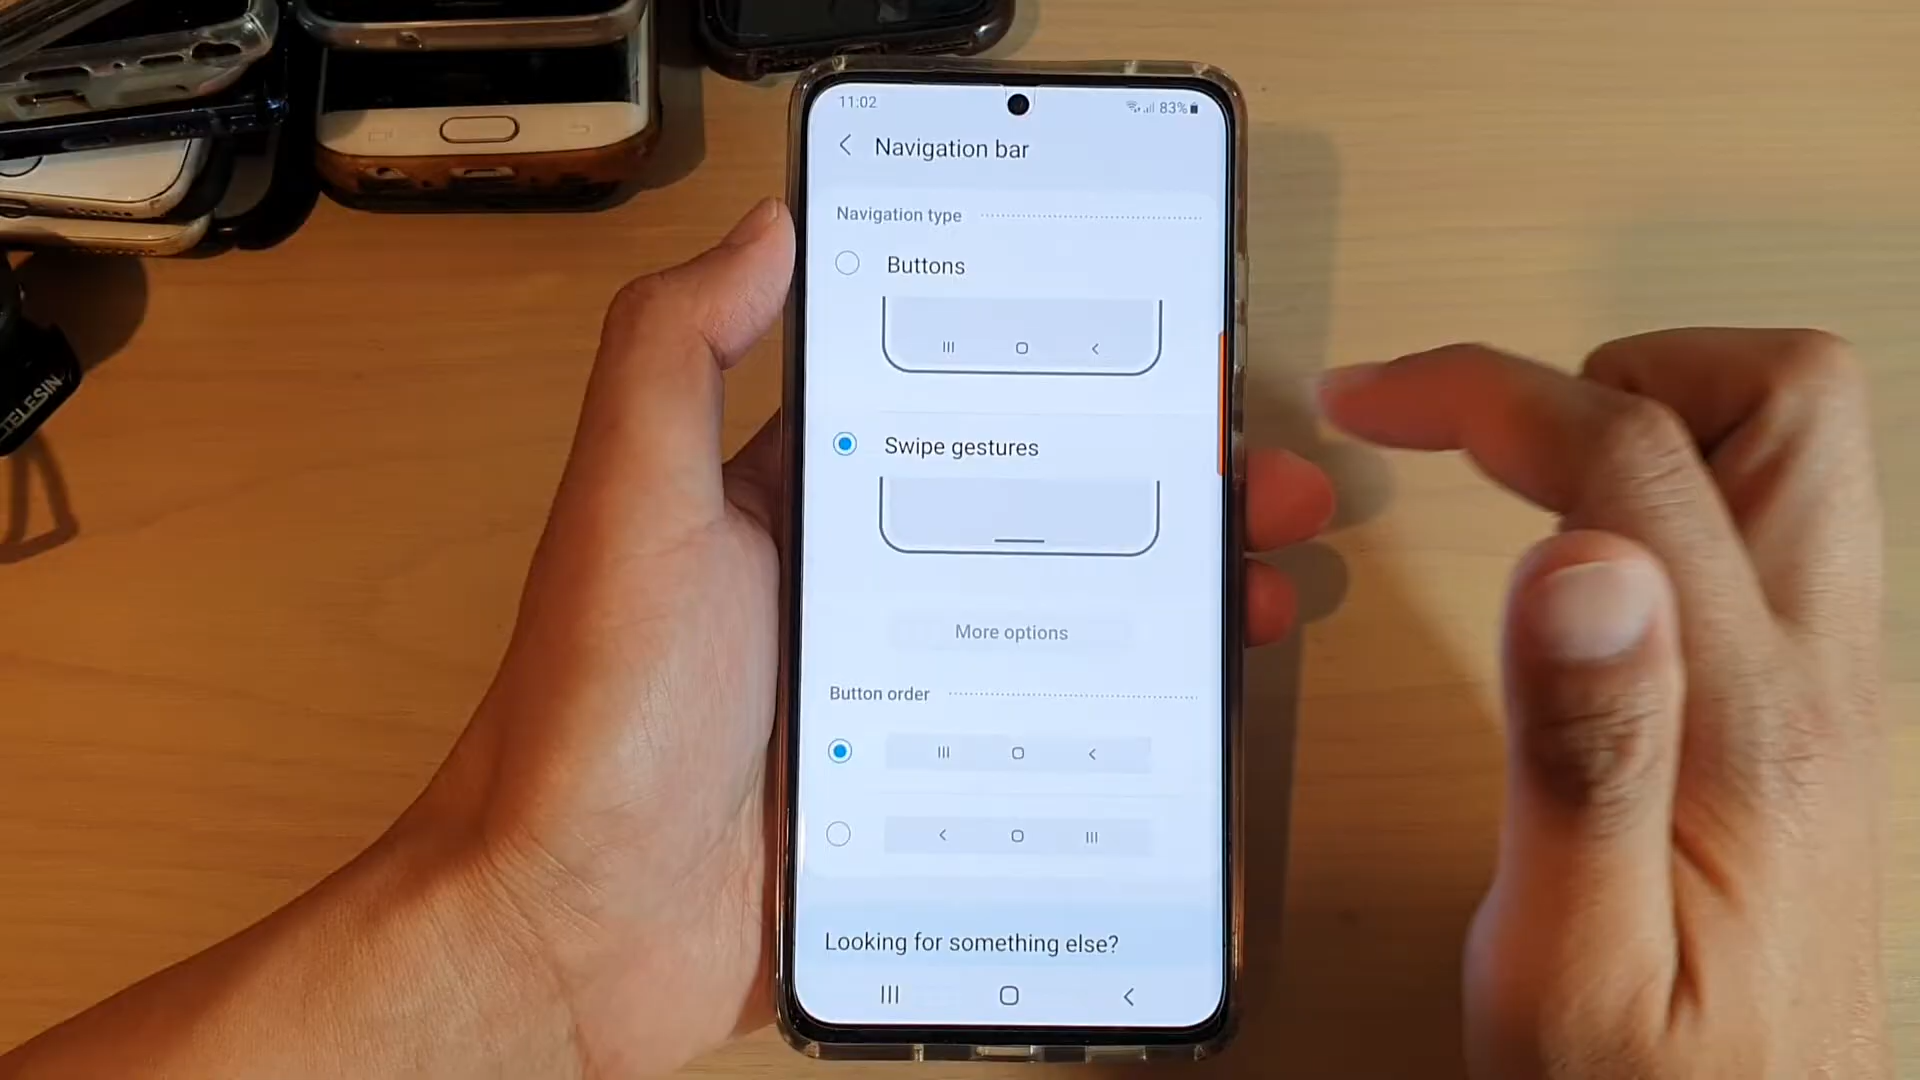 11:02
83%
Navigation bar
Navigation type
Buttons
Swipe gestures
More options
Button order
Looking for something else?
TELESIN